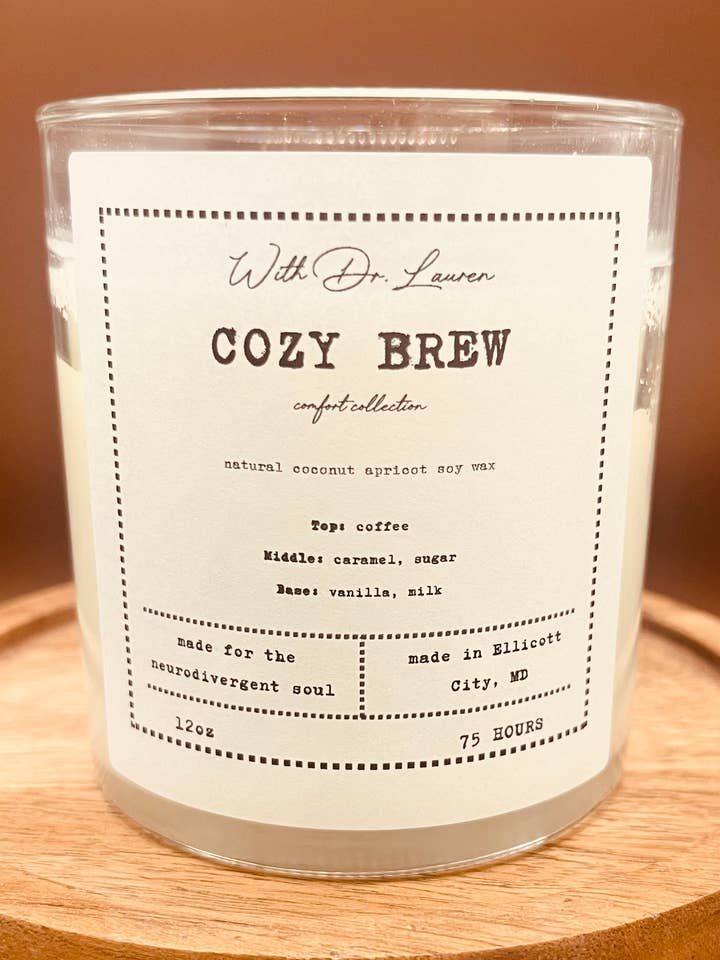 With Dr. Lauren
COZY BREW
comfort collection
natural coconut apricot soy wax
Top: coffee
Middle: caramel, sugar
Base: vanilla, milk
made for the
neurodivergent soul
made in Ellicott
City, MD
12oz
75 HOURS